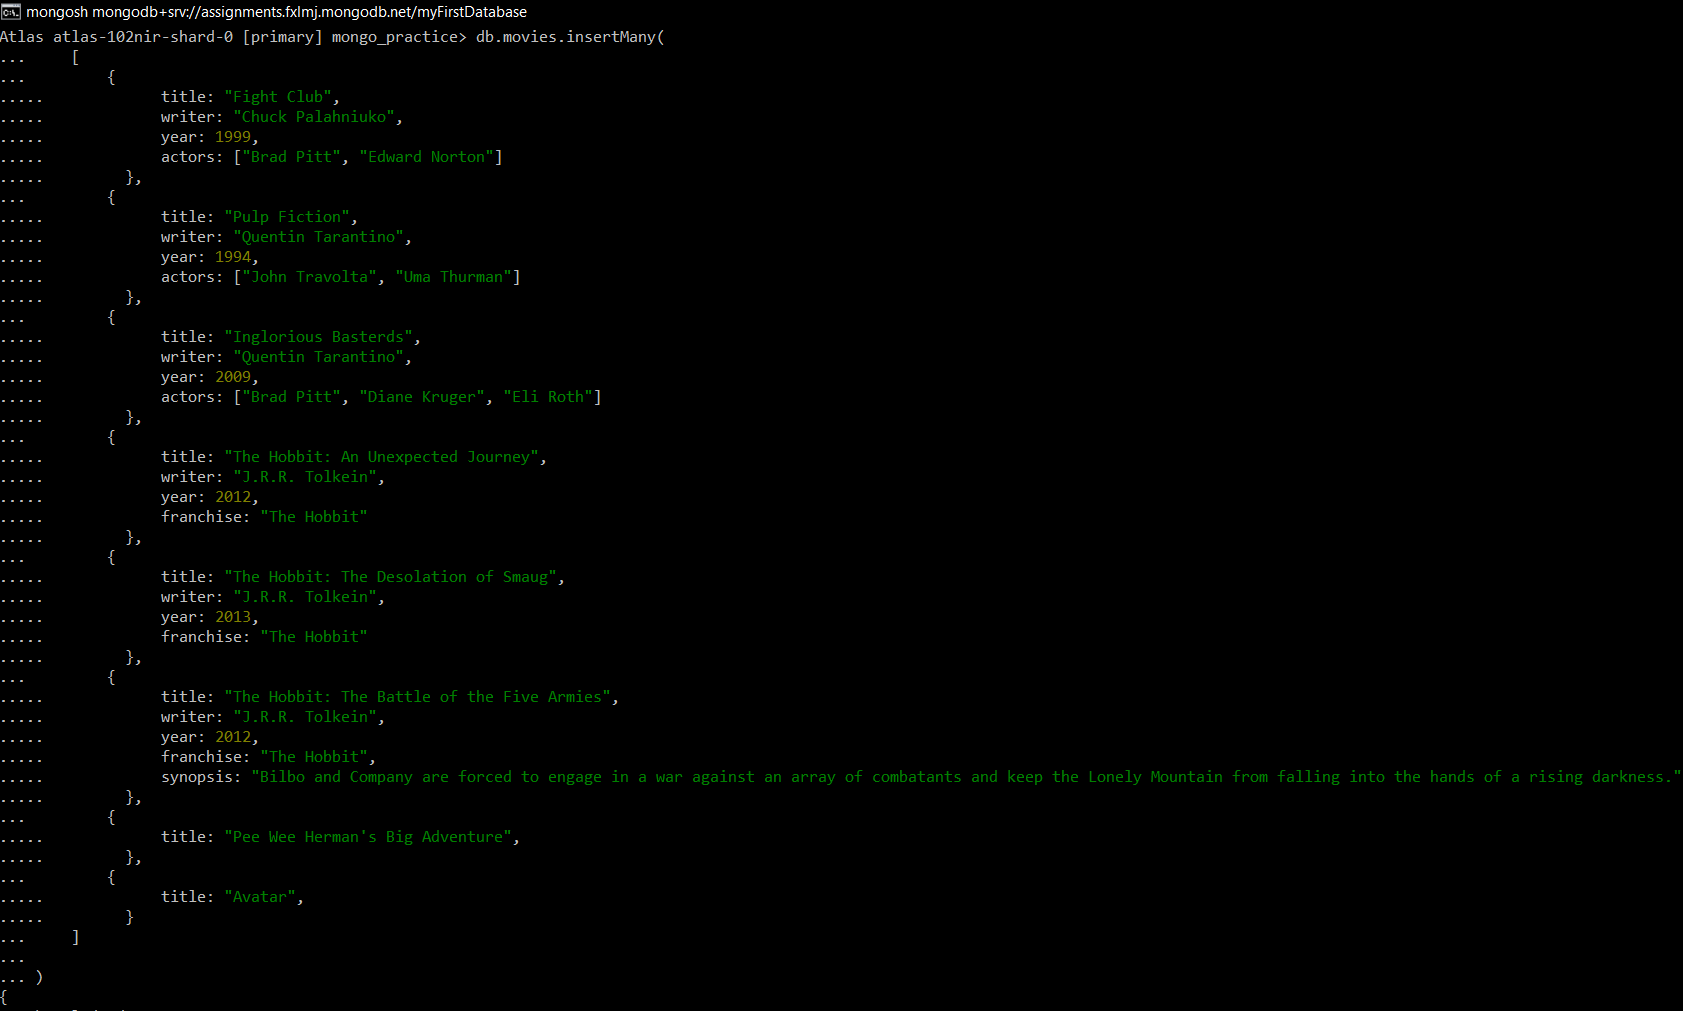 mongosh mongodb+srv://assignments.fxlmj.mongodb.net/myFirstDatabase
Atlas atlas-102nir-shard-0 [primary] mongo_practice> db.movies.insertMany(
...     [
...         {
.....             title: "Fight Club",
.....             writer: "Chuck Palahniuko",
.....             year: 1999,
.....             actors: ["Brad Pitt", "Edward Norton"]
.....         },
...         {
.....             title: "Pulp Fiction",
.....             writer: "Quentin Tarantino",
.....             year: 1994,
.....             actors: ["John Travolta", "Uma Thurman"]
.....         },
...         {
.....             title: "Inglorious Basterds",
.....             writer: "Quentin Tarantino",
.....             year: 2009,
.....             actors: ["Brad Pitt", "Diane Kruger", "Eli Roth"]
.....         },
...         {
.....             title: "The Hobbit: An Unexpected Journey",
.....             writer: "J.R.R. Tolkein",
.....             year: 2012,
.....             franchise: "The Hobbit"
.....         },
...         {
.....             title: "The Hobbit: The Desolation of Smaug",
.....             writer: "J.R.R. Tolkein",
.....             year: 2013,
.....             franchise: "The Hobbit"
.....         },
...         {
.....             title: "The Hobbit: The Battle of the Five Armies",
.....             writer: "J.R.R. Tolkein",
.....             year: 2012,
.....             franchise: "The Hobbit",
.....             synopsis: "Bilbo and Company are forced to engage in a war against an array of combatants and keep the Lonely Mountain from falling into the hands of a rising darkness."
.....         },
...         {
.....             title: "Pee Wee Herman's Big Adventure",
.....         },
...         {
.....             title: "Avatar",
.....         }
...     ]
...
... )
{